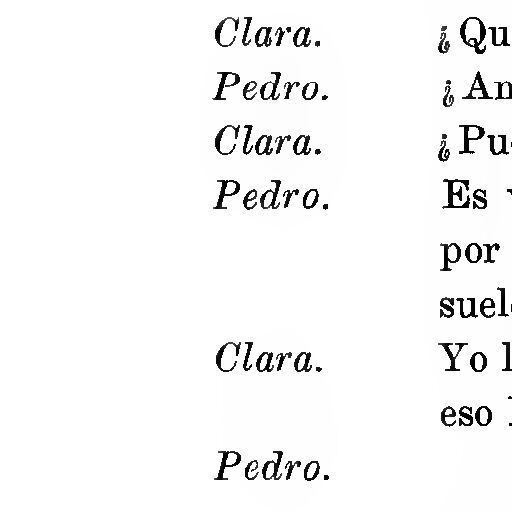 Clara. ¿Qu
Pedro. ¿An
Clara. ¿Pu
Pedro. Es
por
suel
Clara. Yo l
eso
Pedro.